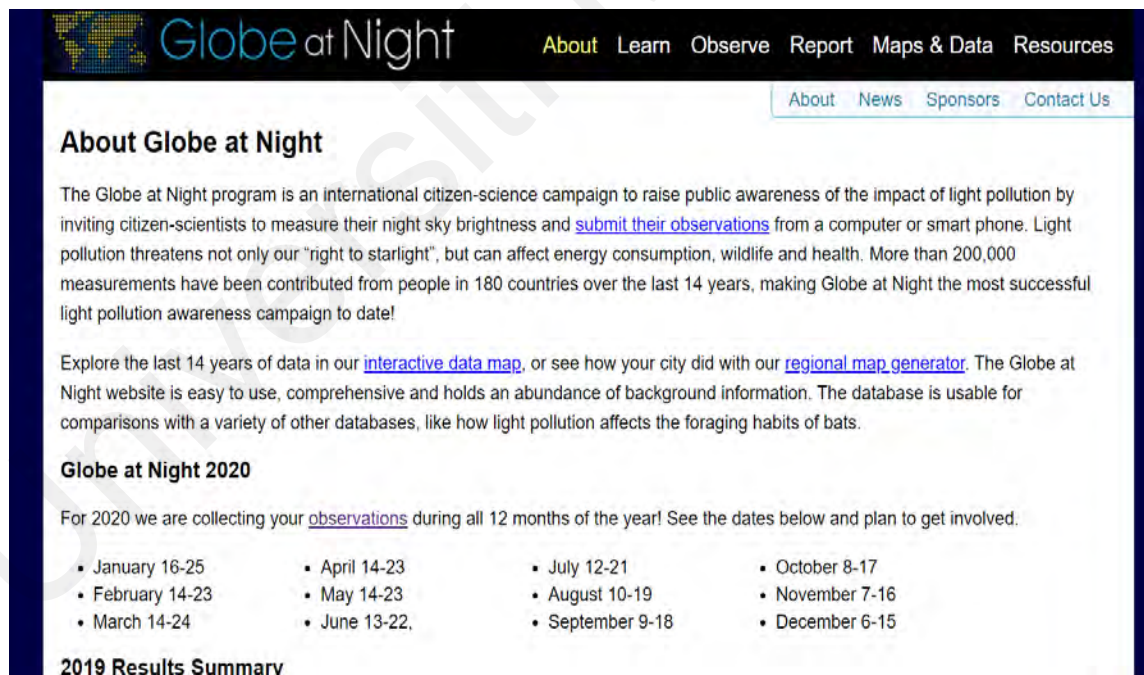 Globe at Night
About Learn Observe Report Maps & Data Resources
About News Sponsors Contact Us
About Globe at Night
The Globe at Night program is an international citizen-science campaign to raise public awareness of the impact of light pollution by
inviting citizen-scientists to measure their night sky brightness and submit their observations from a computer or smart phone. Light
pollution threatens not only our “right to starlight”, but can affect energy consumption, wildlife and health. More than 200,000
measurements have been contributed from people in 180 countries over the last 14 years, making Globe at Night the most successful
light pollution awareness campaign to date!
Explore the last 14 years of data in our interactive data map, or see how your city did with our regional map generator. The Globe at
Night website is easy to use, comprehensive and holds an abundance of background information. The database is usable for
comparisons with a variety of other databases, like how light pollution affects the foraging habits of bats.
Globe at Night 2020
For 2020 we are collecting your observations during all 12 months of the year! See the dates below and plan to get involved.
• January 16-25
• February 14-23
• March 14-24
• April 14-23
• May 14-23
• June 13-22,
• July 12-21
• August 10-19
• September 9-18
• October 8-17
• November 7-16
• December 6-15
2019 Results Summary
Universit